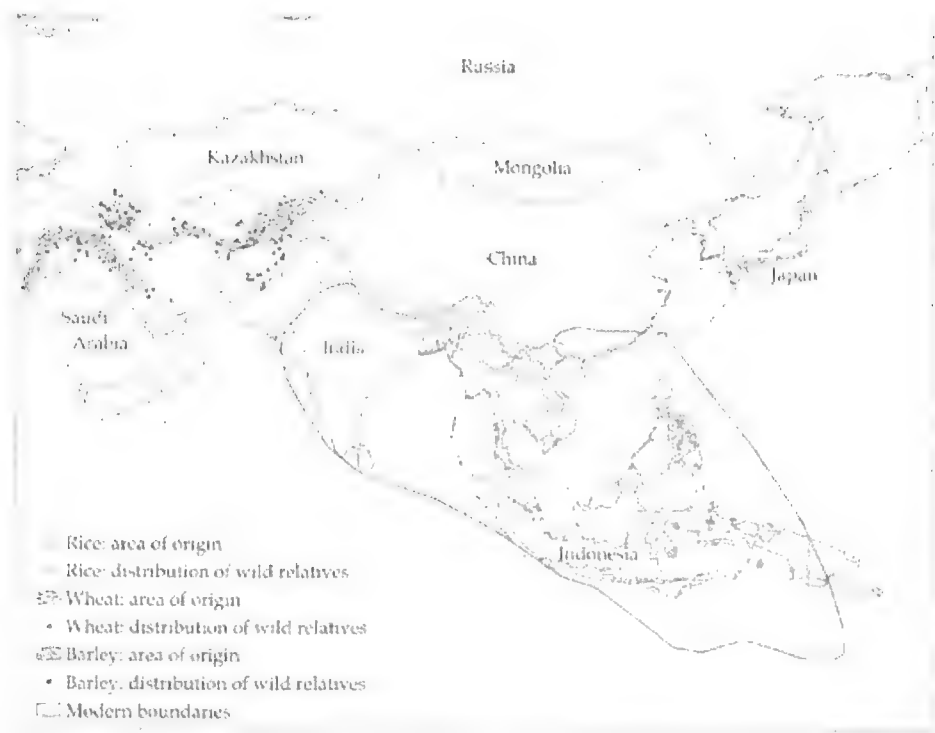 Russia
Kazakhstan
Mongolia
China
Japan
Saudi
Arabia
India
Indonesia
Rice: area of origin
Rice: distribution of wild relatives
Wheat: area of origin
Wheat: distribution of wild relatives
Barley: area of origin
Barley: distribution of wild relatives
Modern boundaries